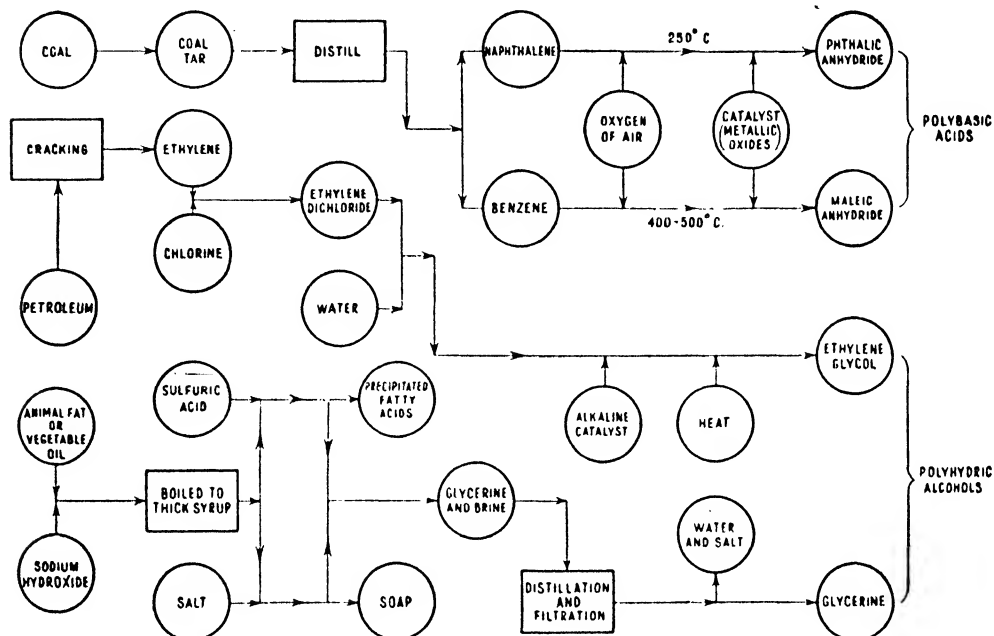 COAL
COAL
TAR
DISTILL
NAPHTHALENE
250° C
PHTHALIC
ANHYDRIDE
OXYGEN
OF AIR
CATALYST
(METALLIC
OXIDES)
POLYBASIC
ACIDS
CRACKING
ETHYLENE
ETHYLENE
DICHLORIDE
BENZENE
400-500° C.
MALEIC
ANHYDRIDE
CHLORINE
PETROLEUM
WATER
ETHYLENE
GLYCOL
SULFURIC
ACID
PRECIPITATED
FATTY
ACIDS
ALKALINE
CATALYST
HEAT
ANIMAL FAT
OR
VEGETABLE
OIL
BOILED TO
THICK SYRUP
GLYCERINE
AND BRINE
WATER
AND SALT
POLYHYDRIC
ALCOHOLS
SODIUM
HYDROXIDE
SALT
SOAP
DISTILLATION
AND
FILTRATION
GLYCERINE